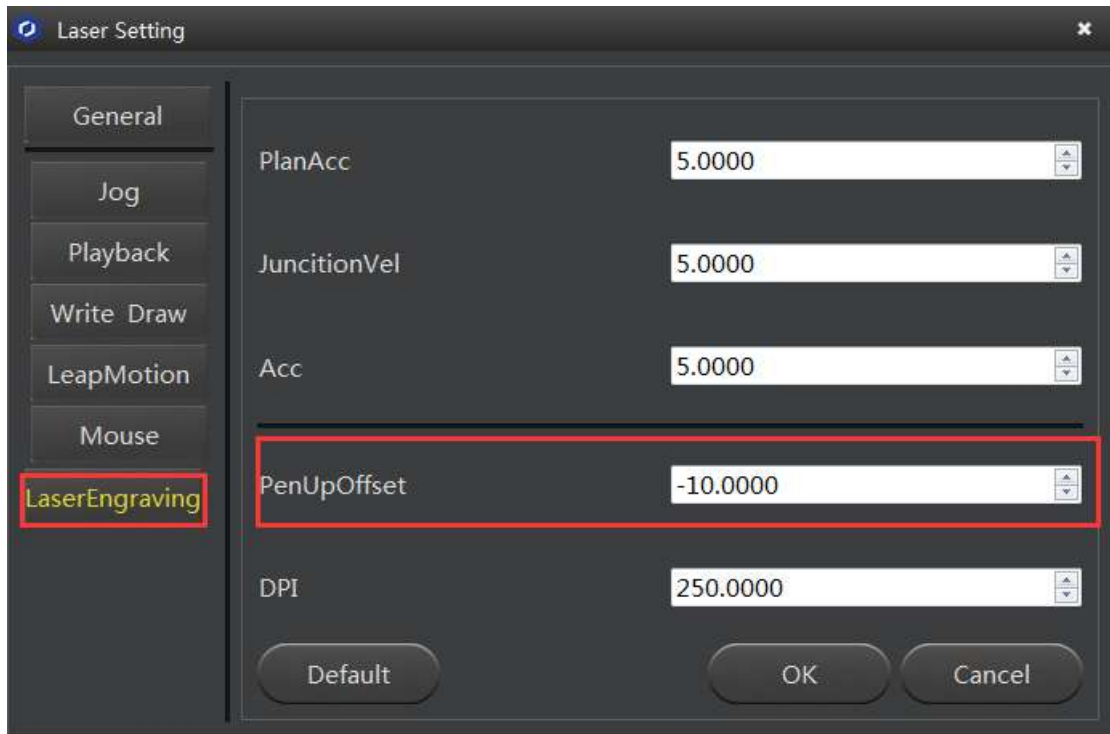 Laser Setting
General
Jog
Playback
Write Draw
LeapMotion
Mouse
LaserEngraving
PlanAcc 5.0000
JuncitionVel 5.0000
Acc 5.0000
PenUpOffset -10.0000
DPI 250.0000
Default OK Cancel